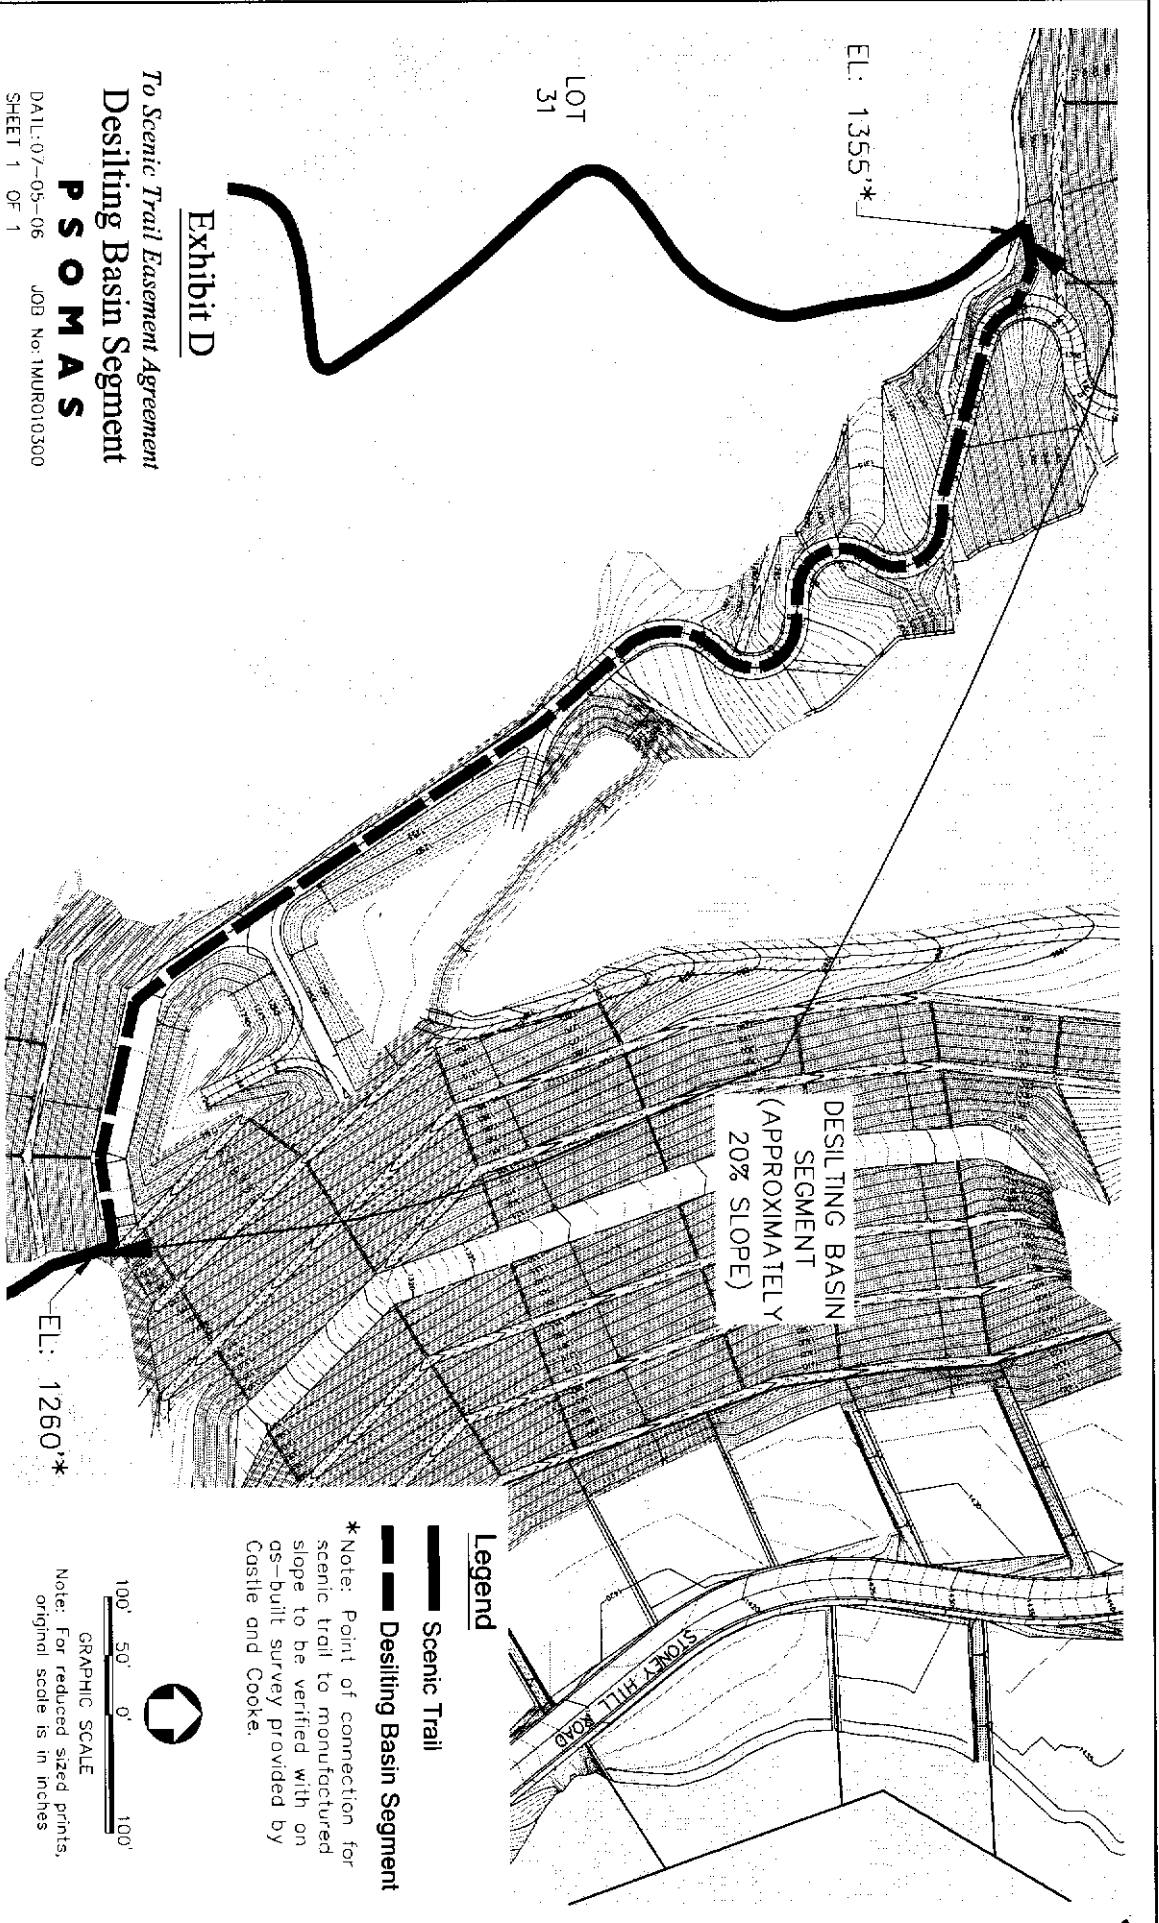 EL: 1355'*
LOT
31
DESILTING BASIN
SEGMENT
(APPROXIMATELY
20% SLOPE)
STONEY HILL ROAD
EL: 1260'*
Exhibit D
To Scenic Trail Easement Agreement
Desilting Basin Segment
PSOMAS
DATE:07-05-06 JOB No:1MUR010300
SHEET 1 OF 1
Legend
Scenic Trail
Desilting Basin Segment
*Note: Point of connection for
scenic trail to manufactured
slope to be verified with on
as-built survey provided by
Castle and Cooke.
100' 50' 0' 100'
GRAPHIC SCALE
Note: For reduced sized prints,
original scale is in inches